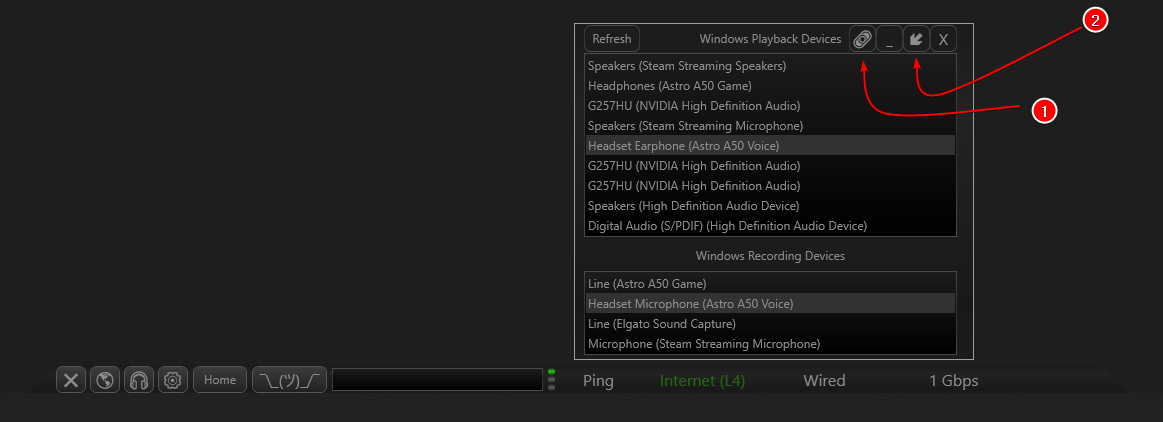 2
Refresh Windows Playback Devices _ X
Speakers (Steam Streaming Speakers)
Headphones (Astro A50 Game)
1
G257HU (NVIDIA High Definition Audio)
Speakers (Steam Streaming Microphone)
Headset Earphone (Astro A50 Voice)
G257HU (NVIDIA High Definition Audio)
G257HU (NVIDIA High Definition Audio)
Speakers (High Definition Audio Device)
Digital Audio (S/PDIF) (High Definition Audio Device)
Windows Recording Devices
Line (Astro A50 Game)
Headset Microphone (Astro A50 Voice)
Line (Elgato Sound Capture)
Microphone (Steam Streaming Microphone)
Home ¯\_(ツ)_/¯ Ping Internet (L4) Wired 1 Gbps